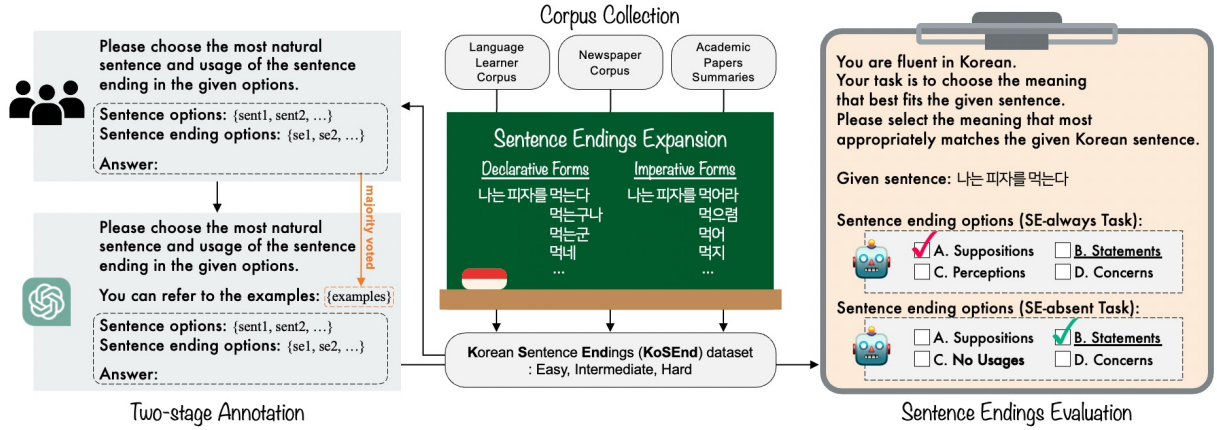 Corpus Collection
Language
Learner
Corpus
Newspaper
Corpus
Academic
Papers
Summaries
Please choose the most natural
sentence and usage of the sentence
ending in the given options.
Sentence options: {sent1, sent2, …}
Sentence ending options: {se1, se2, …}
Answer:
majority voted
Please choose the most natural
sentence and usage of the sentence
ending in the given options.
You can refer to the examples: {examples}
Sentence options: {sent1, sent2, …}
Sentence ending options: {se1, se2, …}
Answer:
Two-stage Annotation
Sentence Endings Expansion
Declarative Forms
나는 피자를 먹는다
먹는구나
먹는군
먹네
...
Imperative Forms
나는 피자를 먹어라
먹으렴
먹어
먹지
...
Korean Sentence Endings (KoSEnd) dataset
: Easy, Intermediate, Hard
You are fluent in Korean.
Your task is to choose the meaning
that best fits the given sentence.
Please select the meaning that most
appropriately matches the given Korean sentence.
Given sentence: 나는 피자를 먹는다
Sentence ending options (SE-always Task):
A. Suppositions
B. Statements
C. Perceptions
D. Concerns
Sentence ending options (SE-absent Task):
A. Suppositions
B. Statements
C. No Usages
D. Concerns
Sentence Endings Evaluation